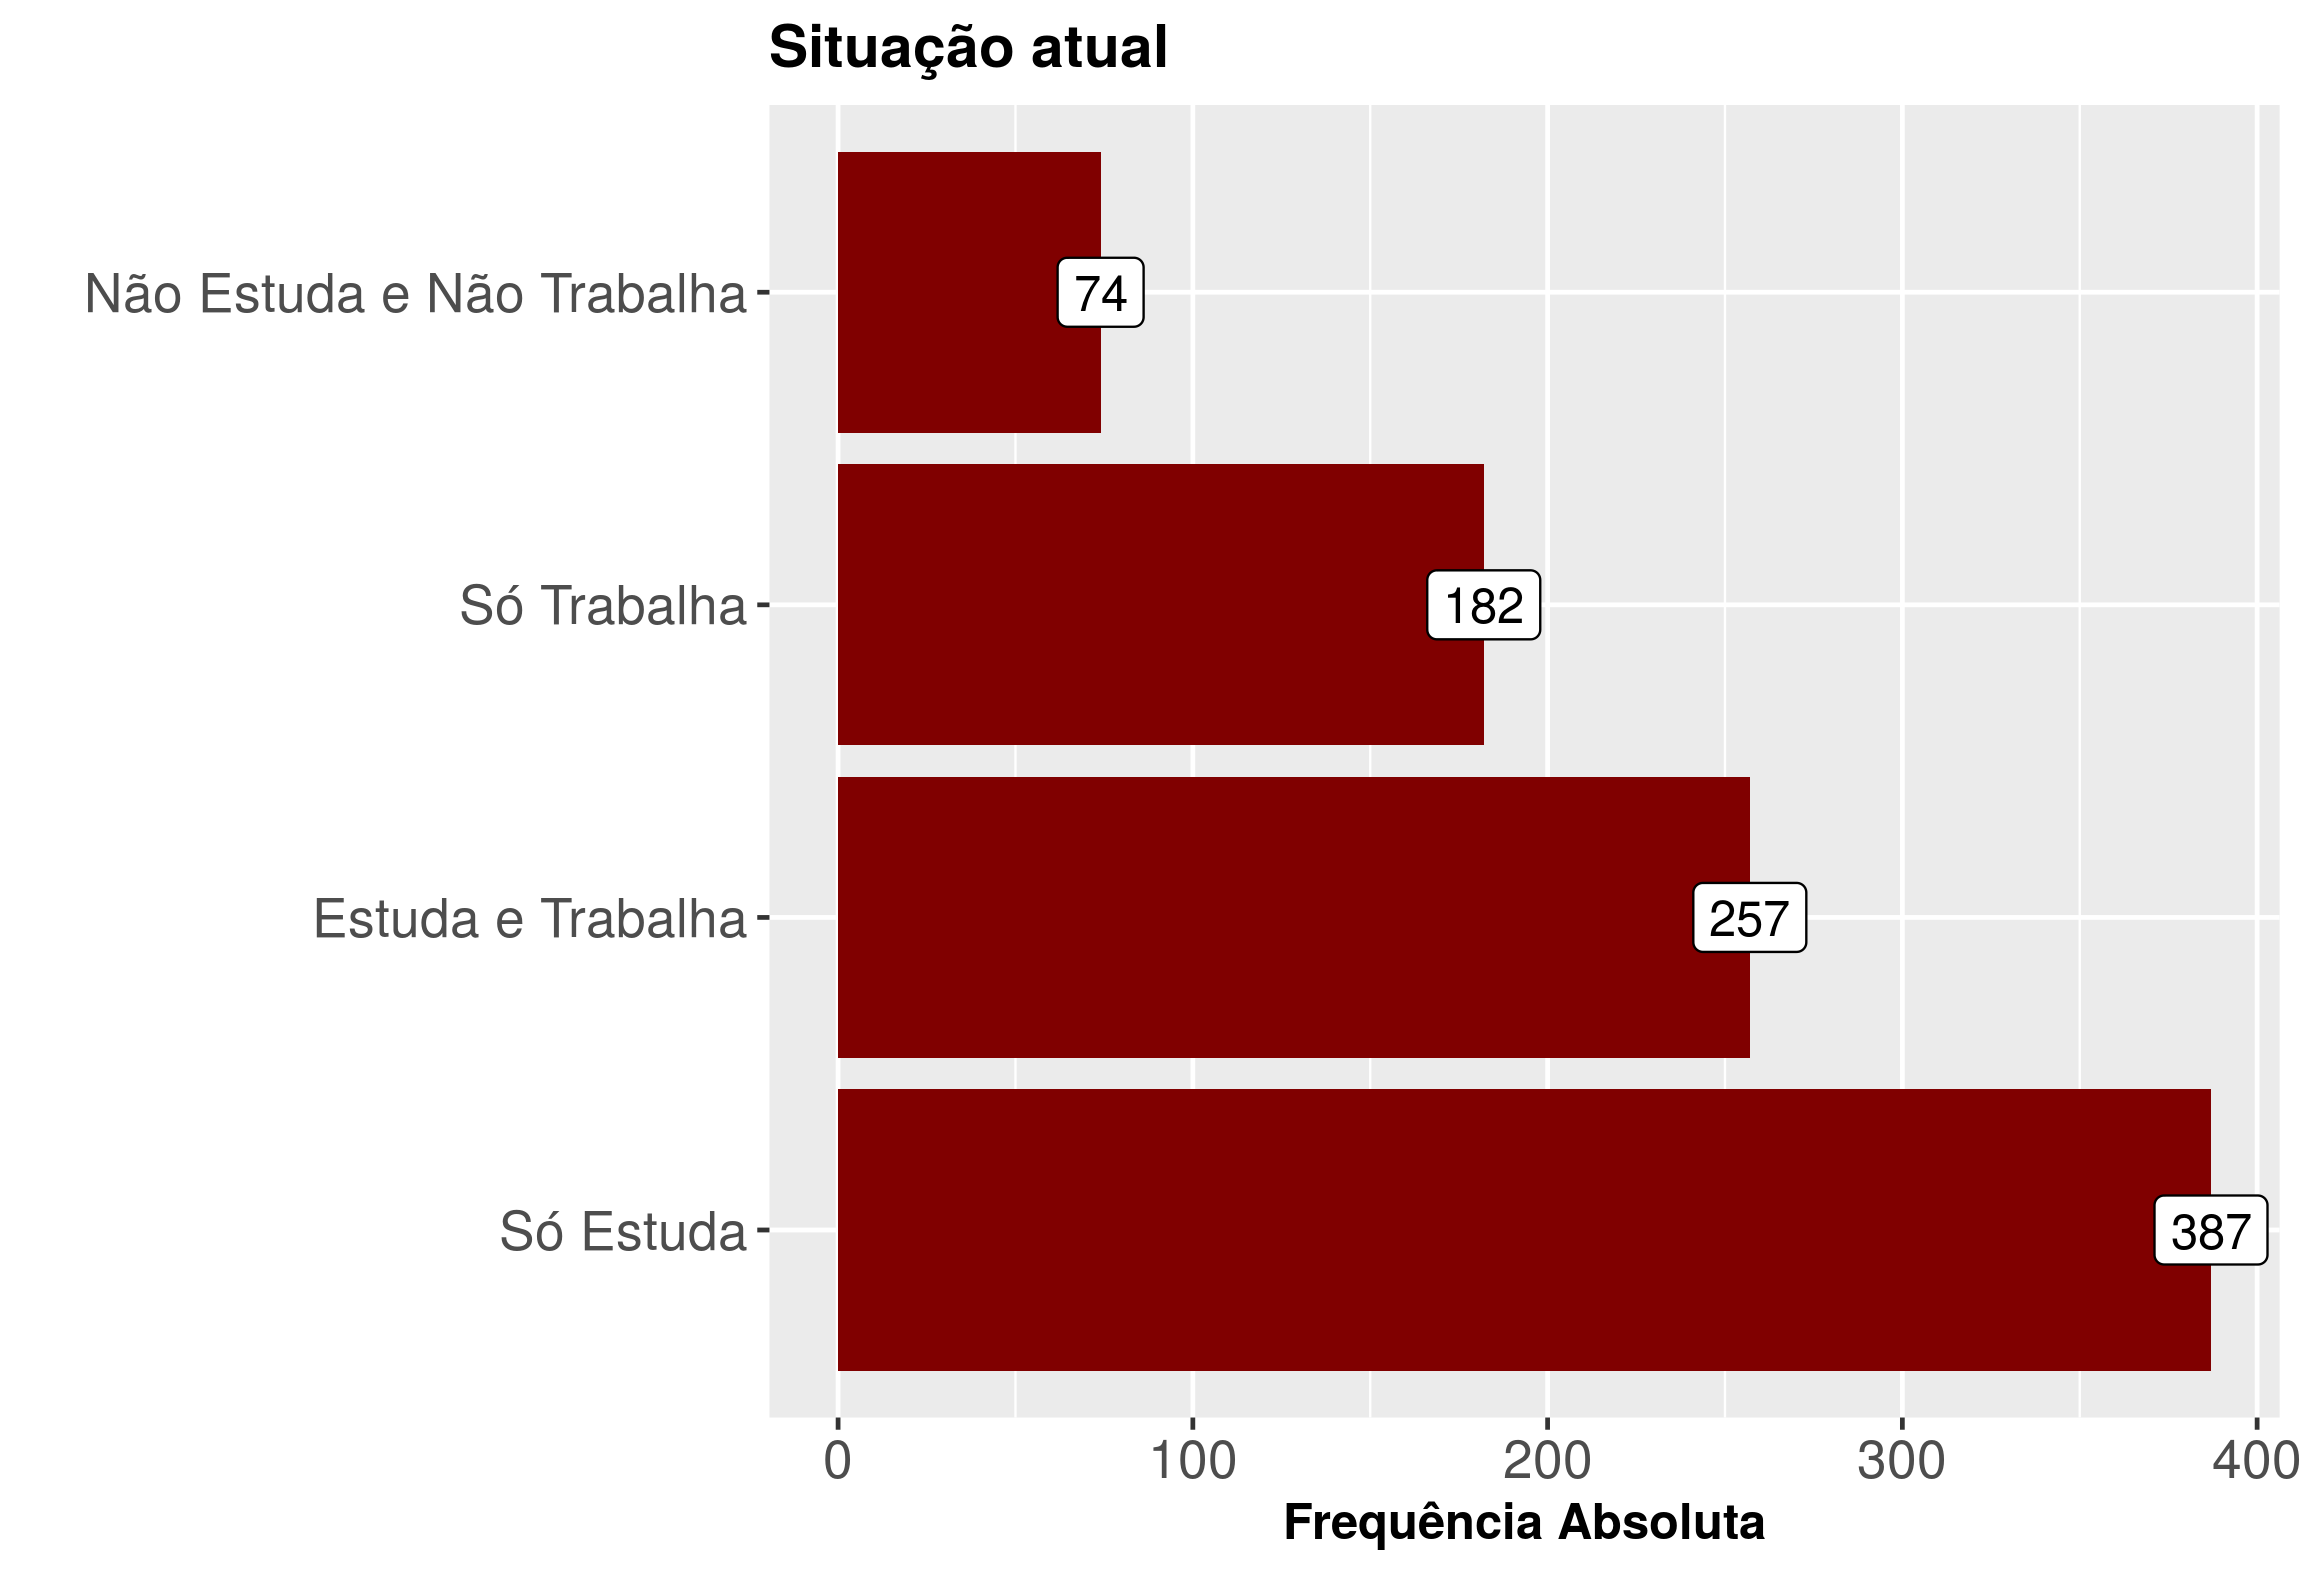 Situação atual
Não Estuda e Não Trabalha
74
Só Trabalha
182
Estuda e Trabalha
257
Só Estuda
387
0 100 200 300 400
Frequência Absoluta